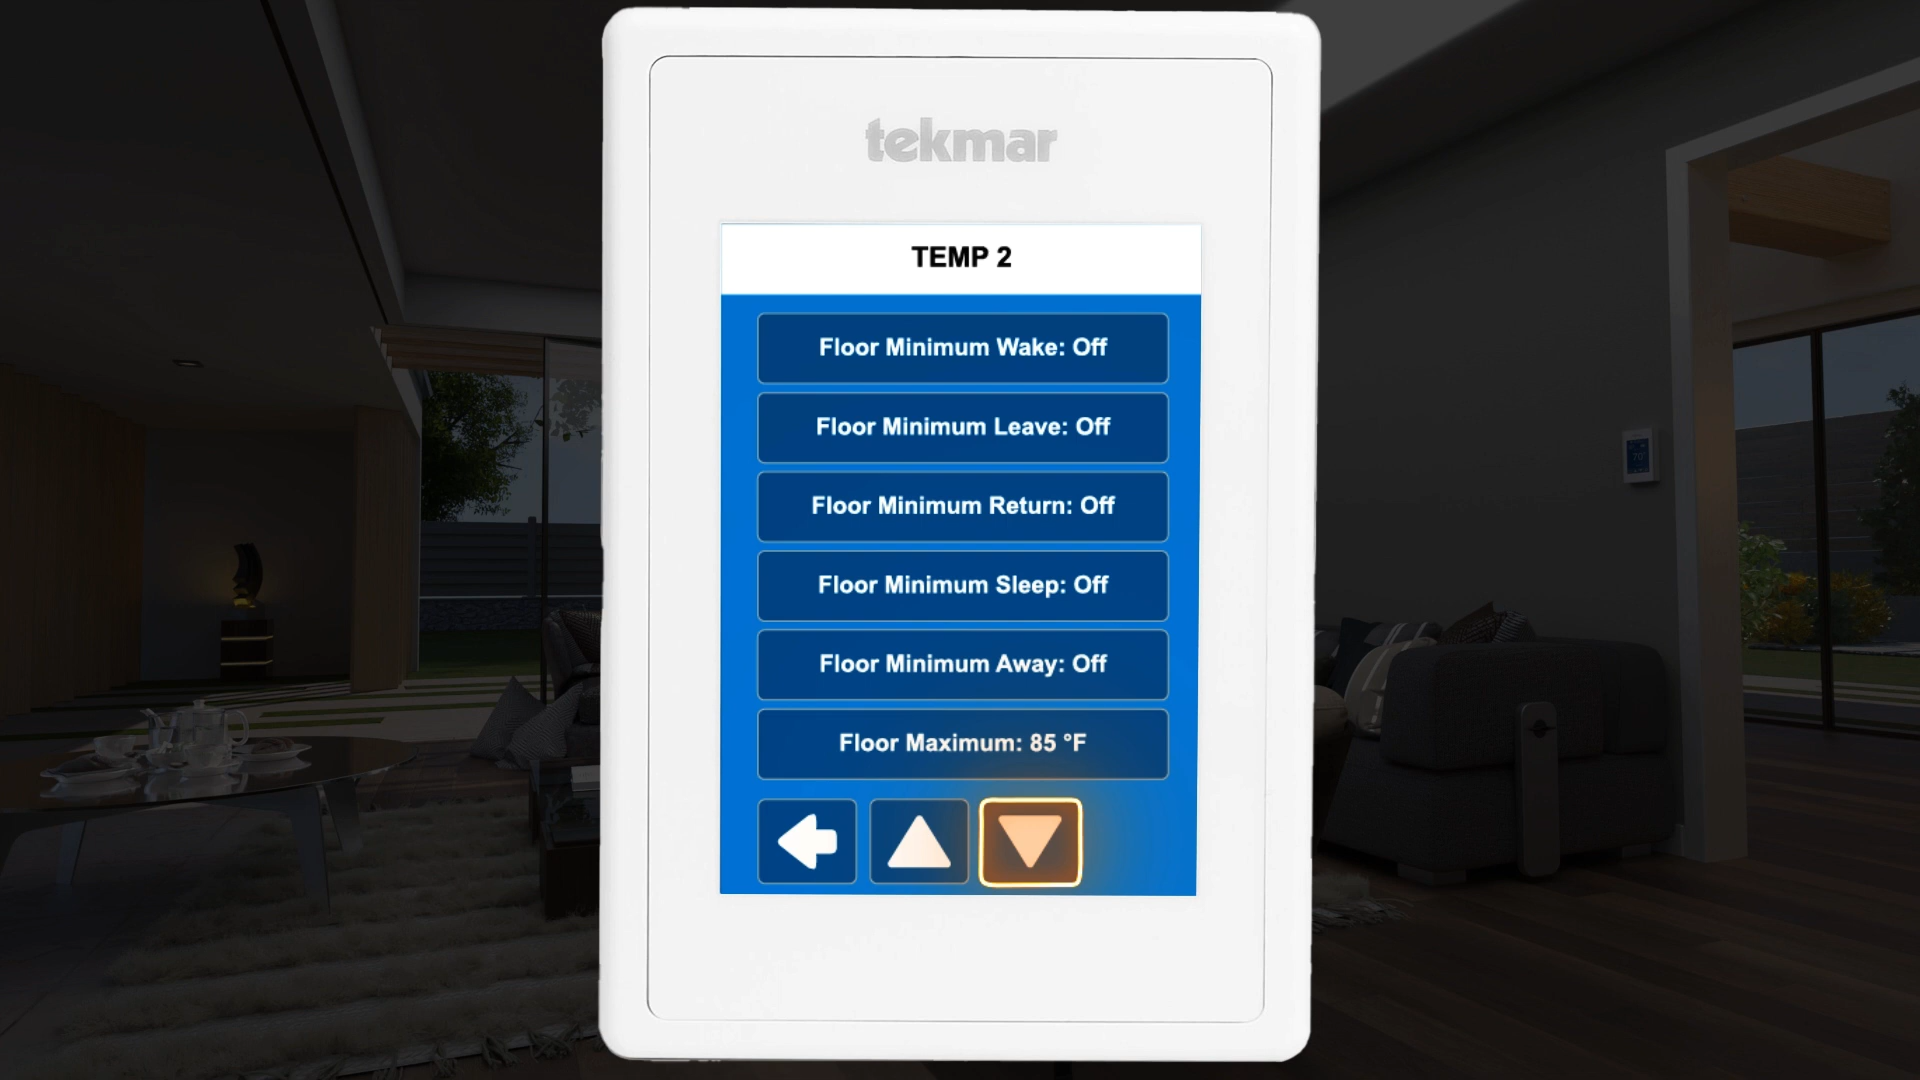 tekmar
TEMP 2
Floor Minimum Wake: Off
Floor Minimum Leave: Off
Floor Minimum Return: Off
Floor Minimum Sleep: Off
Floor Minimum Away: Off
Floor Maximum: 85 °F